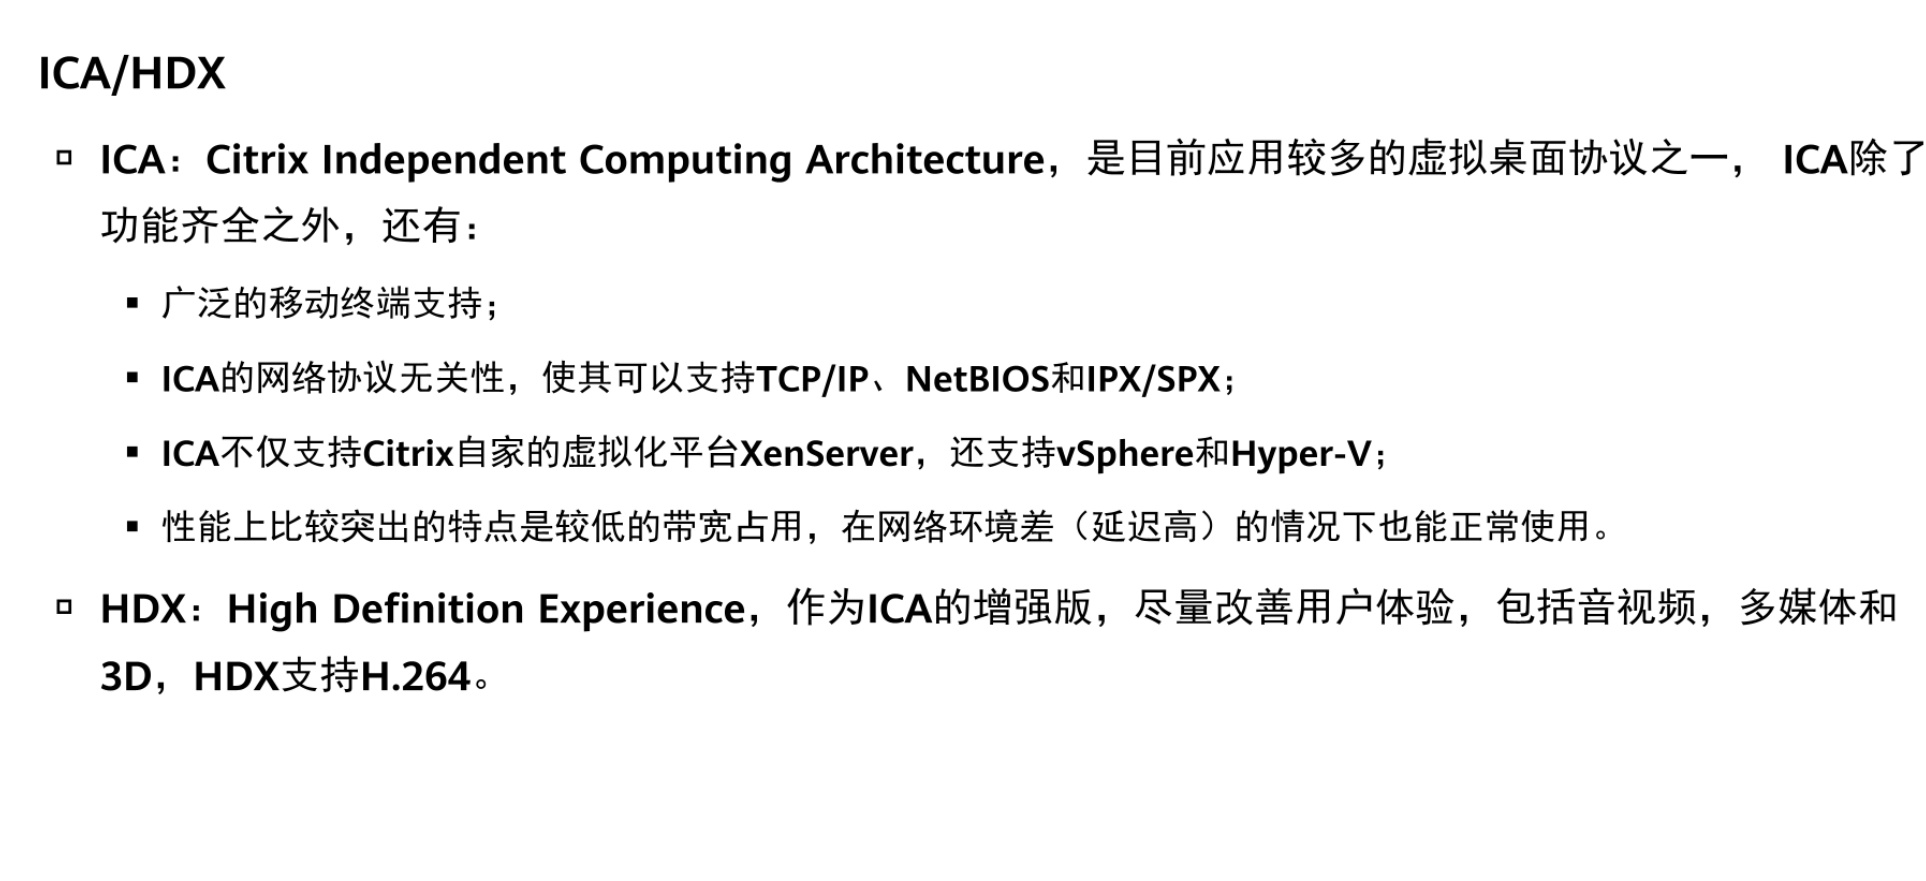 ICA/HDX
ICA：Citrix Independent Computing Architecture，是目前应用较多的虚拟桌面协议之一， ICA除了
功能齐全之外，还有：
广泛的移动终端支持；
ICA的网络协议无关性，使其可以支持TCP/IP、NetBIOS和IPX/SPX；
ICA不仅支持Citrix自家的虚拟化平台XenServer，还支持vSphere和Hyper-V；
性能上比较突出的特点是较低的带宽占用，在网络环境差（延迟高）的情况下也能正常使用。
HDX：High Definition Experience，作为ICA的增强版，尽量改善用户体验，包括音视频，多媒体和
3D，HDX支持H.264。